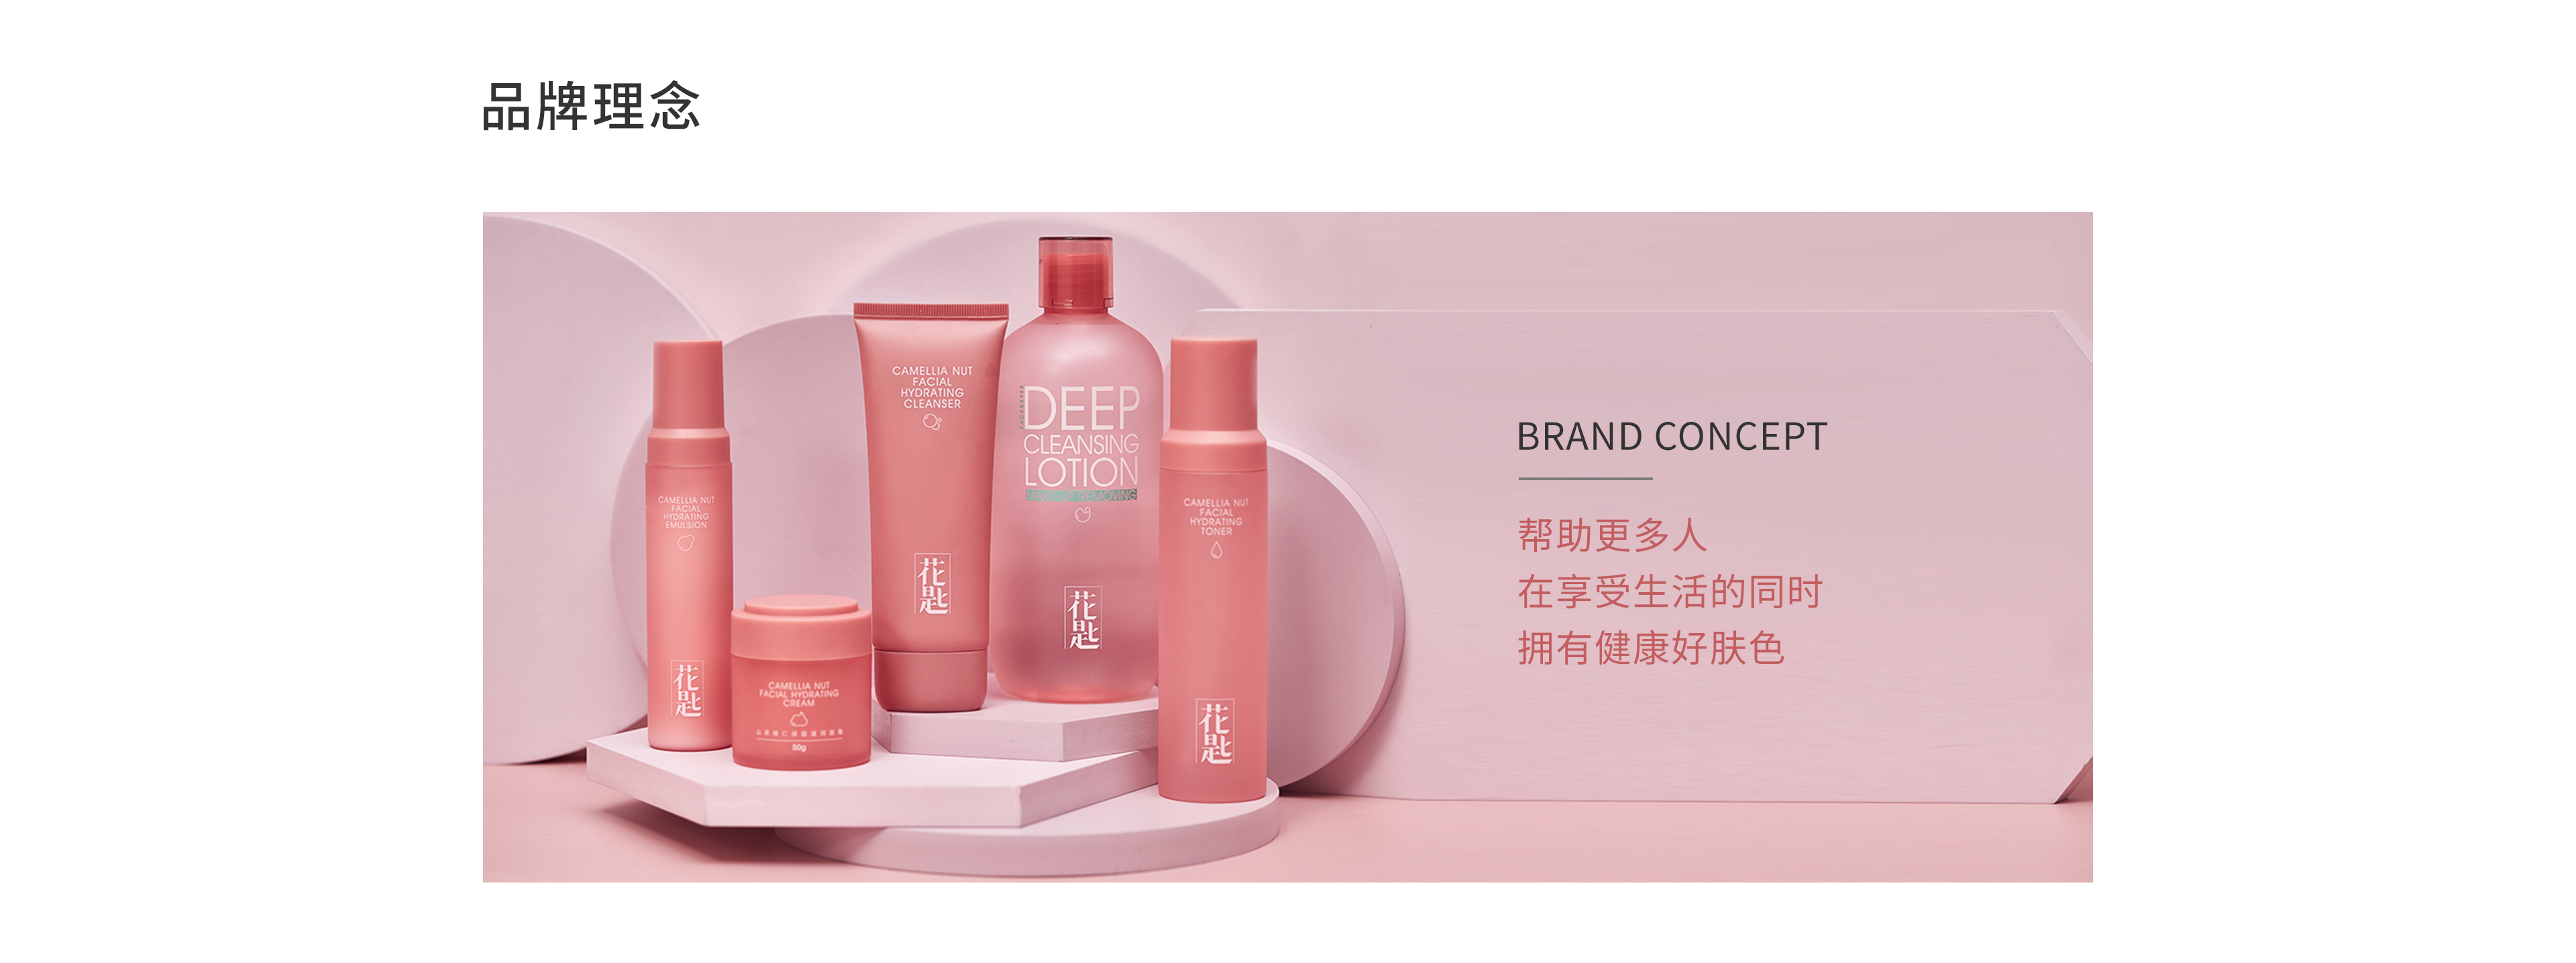 品牌理念
CAMELLIA NUT
FACIAL
HYDRATING
EMULSION
花匙
CAMELLIA NUT
FACIAL HYDRATING
CREAM
50g
CAMELLIA NUT
FACIAL
HYDRATING
CLEANSER
花匙
DEEP
CLEANSING
LOTION
MAKE-UP REMOVING
花匙
CAMELLIA NUT
FACIAL
HYDRATING
TONER
花匙
BRAND CONCEPT
帮助更多人
在享受生活的同时
拥有健康好肤色